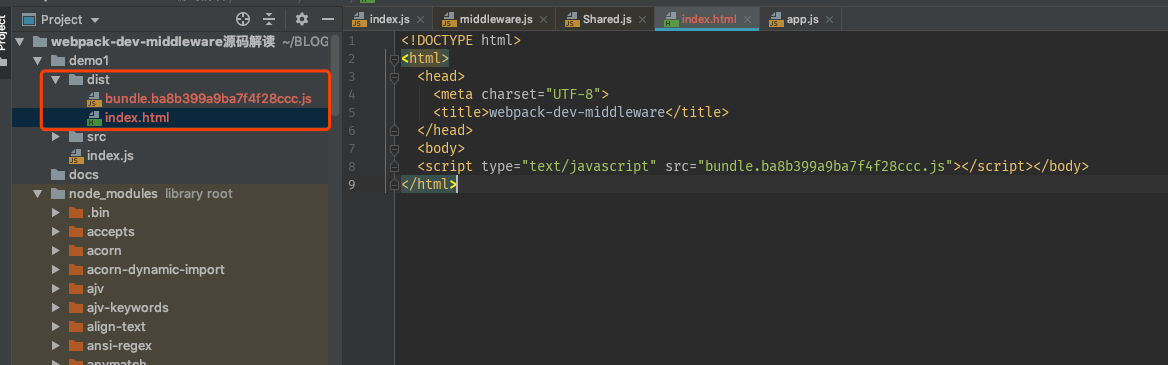 Project
Project
index.js
middleware.js
Shared.js
index.html
app.js
webpack-dev-middleware源码解读 ~/BLOG
demo1
dist
bundle.ba8b399a9ba7f4f28ccc.js
index.html
src
index.js
docs
node_modules library root
.bin
accepts
acorn
acorn-dynamic-import
ajv
ajv-keywords
align-text
ansi-regex
anymatch
1 <!DOCTYPE html>
2 <html>
3 <head>
4 <meta charset="UTF-8">
5 <title>webpack-dev-middleware</title>
6 </head>
7 <body>
8 <script type="text/javascript" src="bundle.ba8b399a9ba7f4f28ccc.js"></script></body>
9 </html>